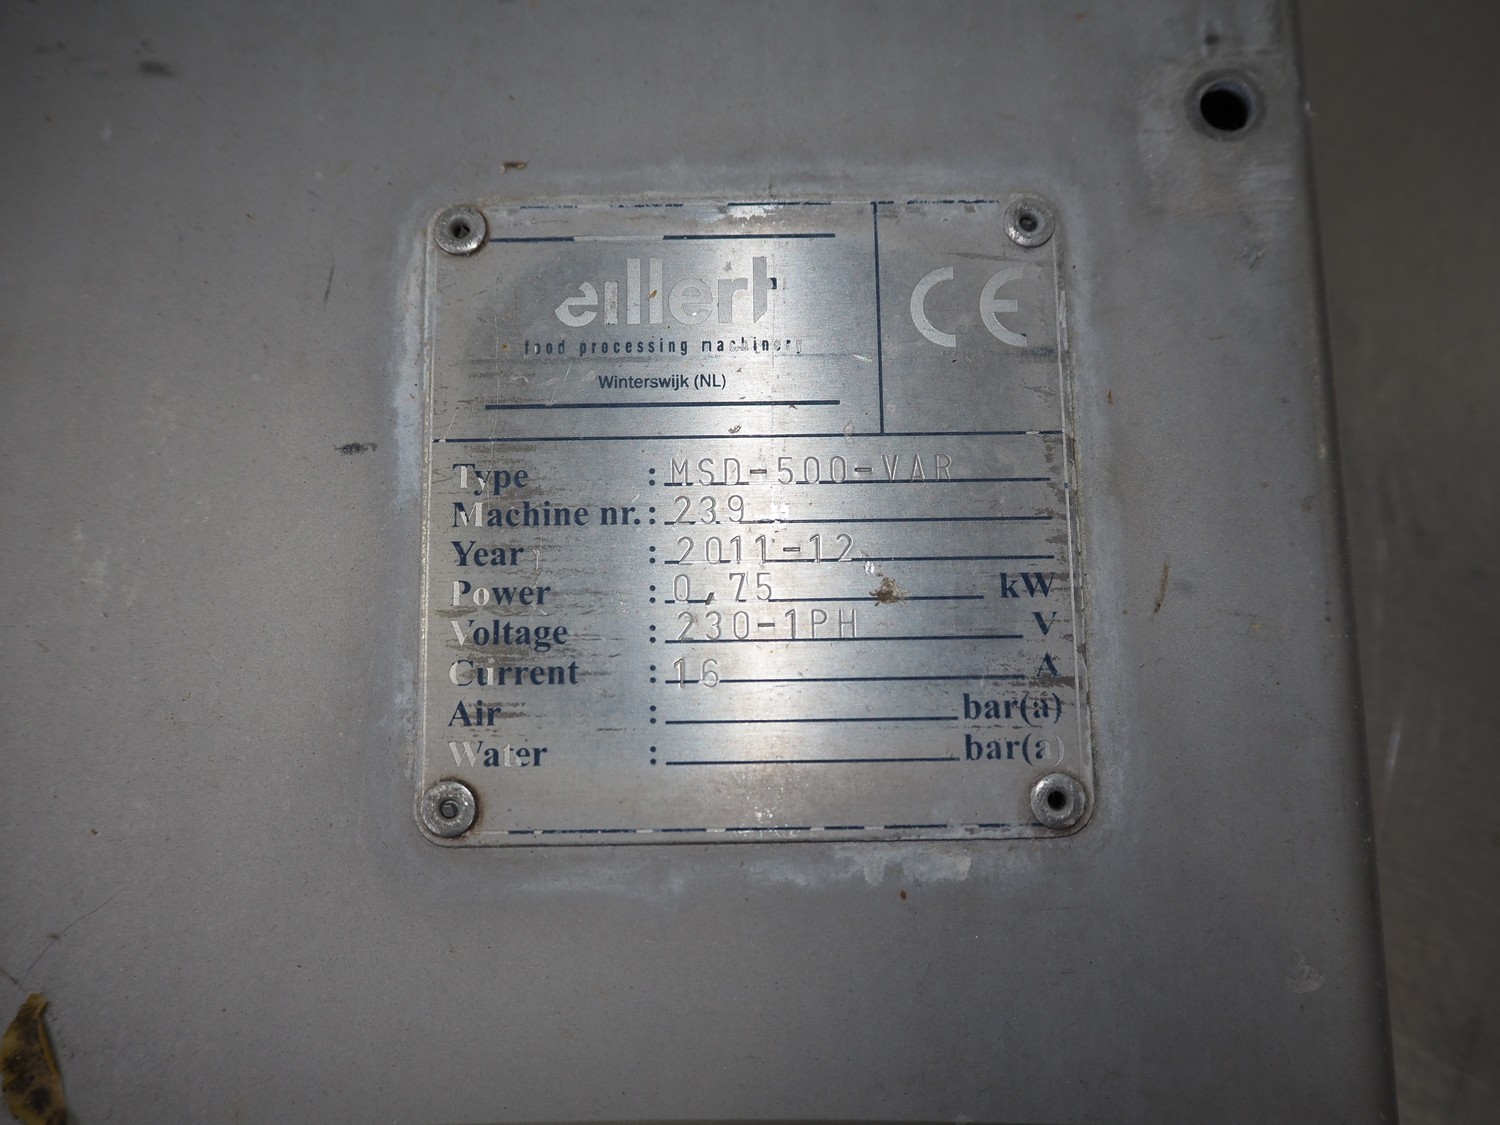 eillert
food processing machinery
Winterswijk (NL)
CE
Type : MSD-500-VAR
Machine nr. : 239
Year : 2011-12
Power : 0,75 kW
Voltage : 230-1PH V
Current : 16 A
Air : bar(a)
Water : bar(a)